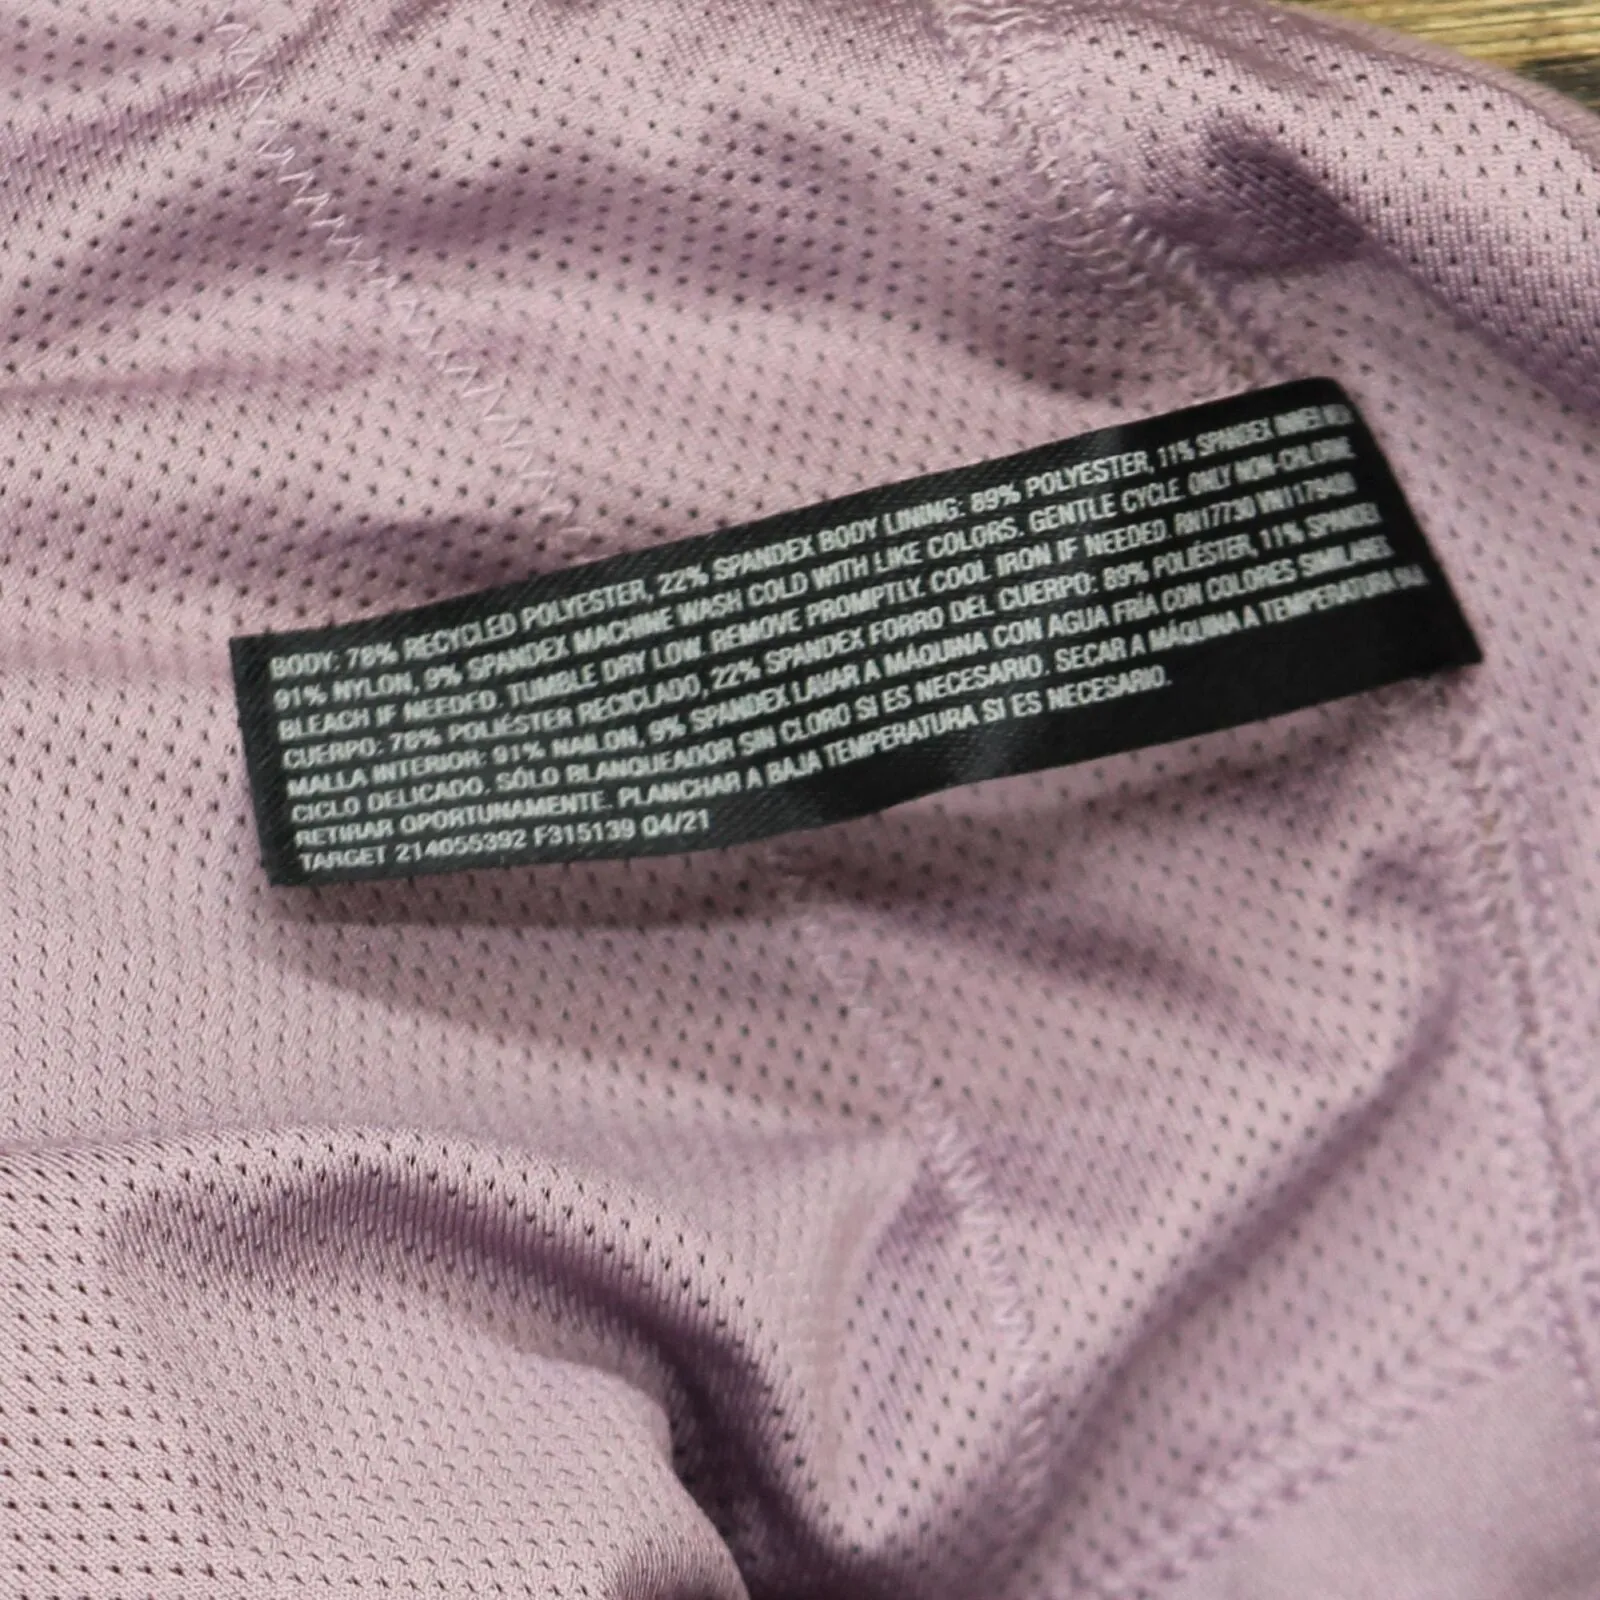 BODY: 78% RECYCLED POLYESTER, 22% SPANDEX BODY LINING: 89% POLYESTER, 11% SPANDEX INNER
91% NYLON, 9% SPANDEX MACHINE WASH COLD WITH LIKE COLORS. GENTLE CYCLE. ONLY NON-CHLORINE
BLEACH IF NEEDED. TUMBLE DRY LOW. REMOVE PROMPTLY. COOL IRON IF NEEDED. RN17730
CUERPO: 78% POLIÉSTER RECICLADO, 22% SPANDEX FORRO DEL CUERPO: 89% POLIÉSTER, 11% SPANDEX
MALLA INTERIOR: 91% NAILON, 9% SPANDEX LAVAR A MÁQUINA CON AGUA FRÍA CON COLORES SIMILARES
CICLO DELICADO. SÓLO BLANQUEADOR SIN CLORO SI ES NECESARIO. SECAR A MÁQUINA A TEMPERATURA
RETIRAR OPORTUNAMENTE. PLANCHAR A BAJA TEMPERATURA SI ES NECESARIO.
TARGET 214055392 F315139 Q4/21